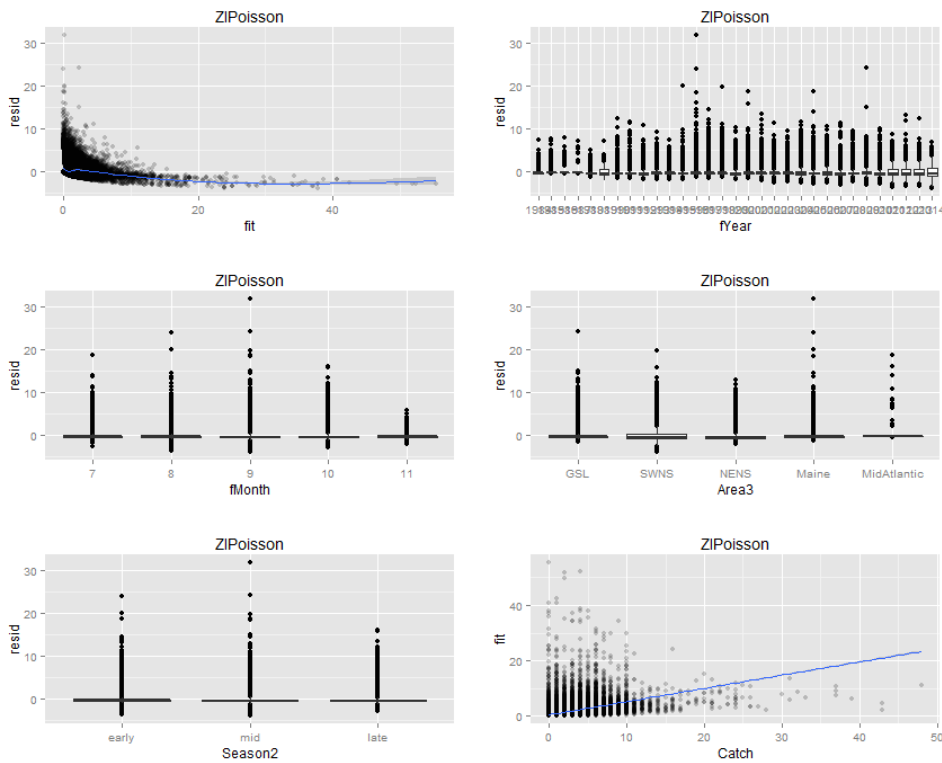 ZIPoisson
resid
30
20
10
0
0 20 40
fit
ZIPoisson
resid
30
20
10
0
fYear
ZIPoisson
resid
30
20
10
0
7 8 9 10 11
fMonth
ZIPoisson
resid
30
20
10
0
GSL SWNS NENS Maine MidAtlantic
Area3
ZIPoisson
resid
30
20
10
0
early mid late
Season2
ZIPoisson
fit
40
20
0
0 10 20 30 40 50
Catch